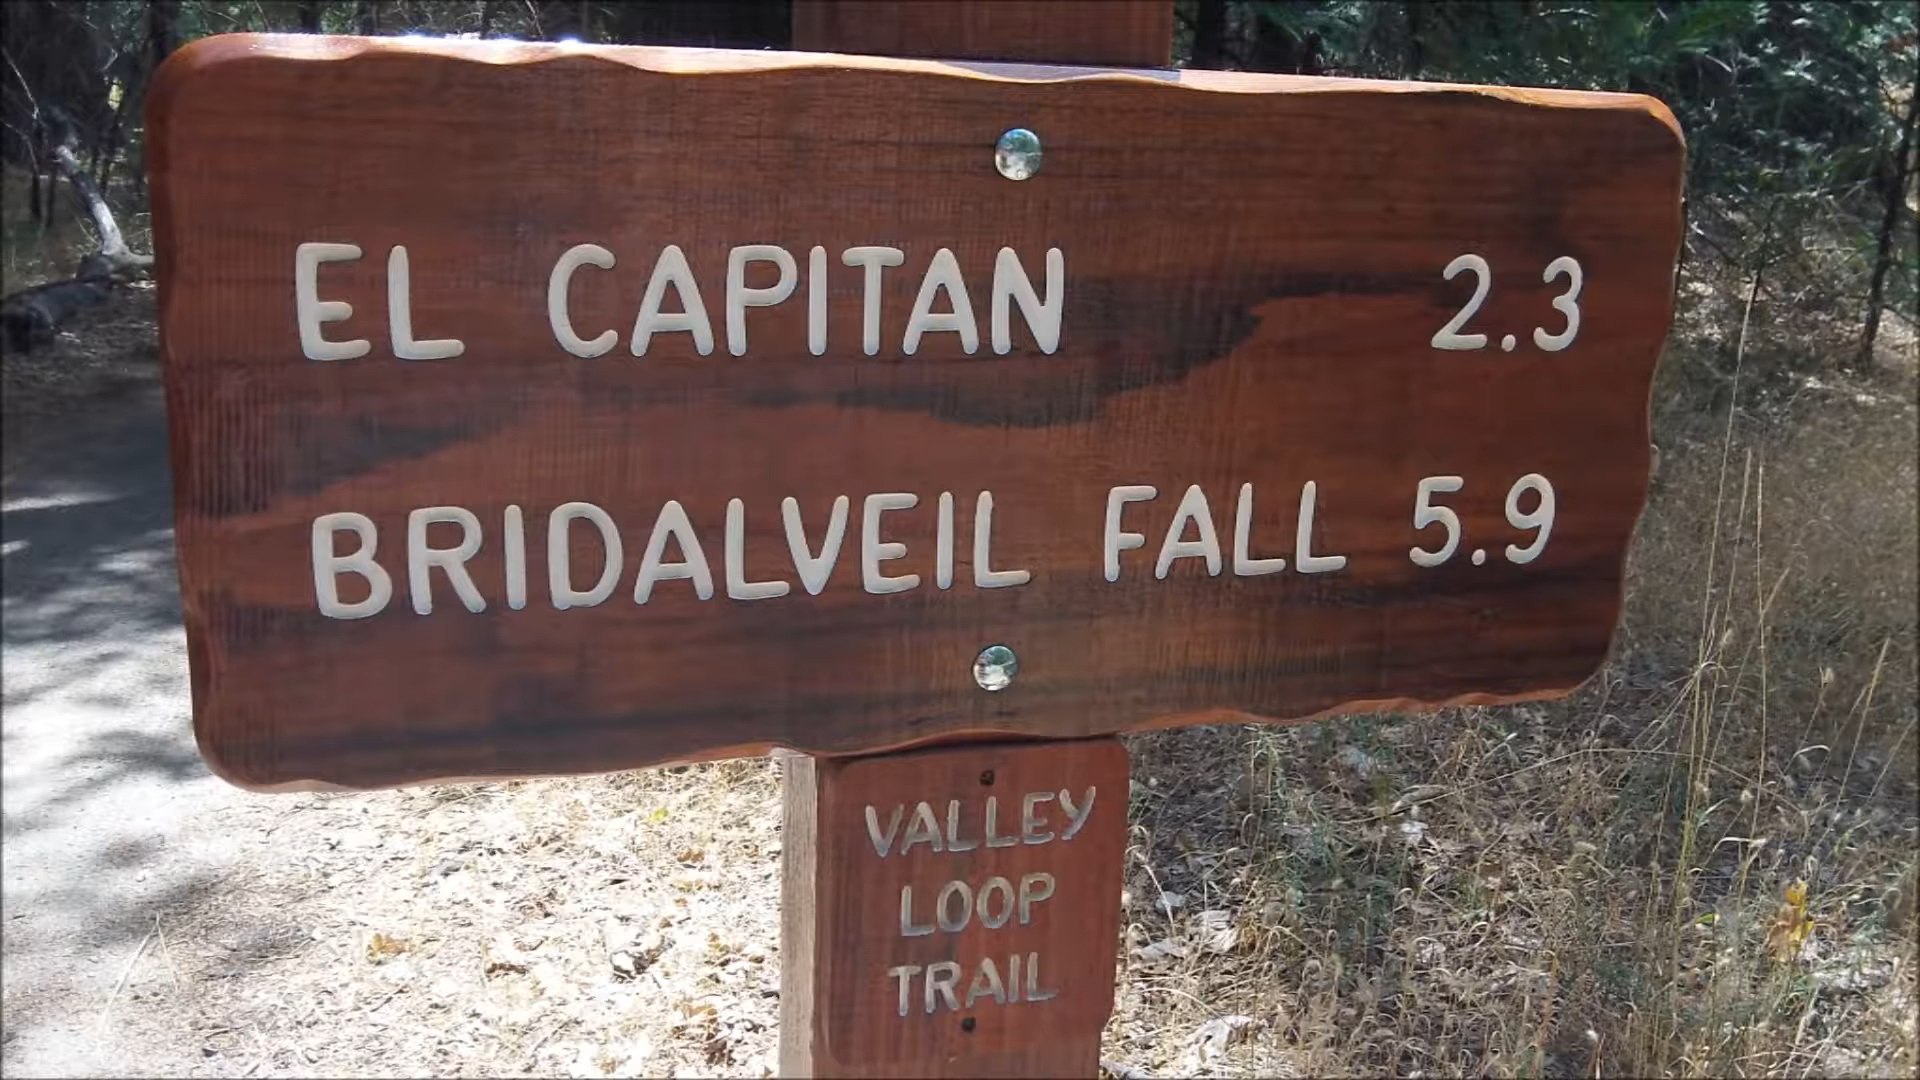 EL CAPITAN 2.3
BRIDALVEIL FALL 5.9
VALLEY
LOOP
TRAIL